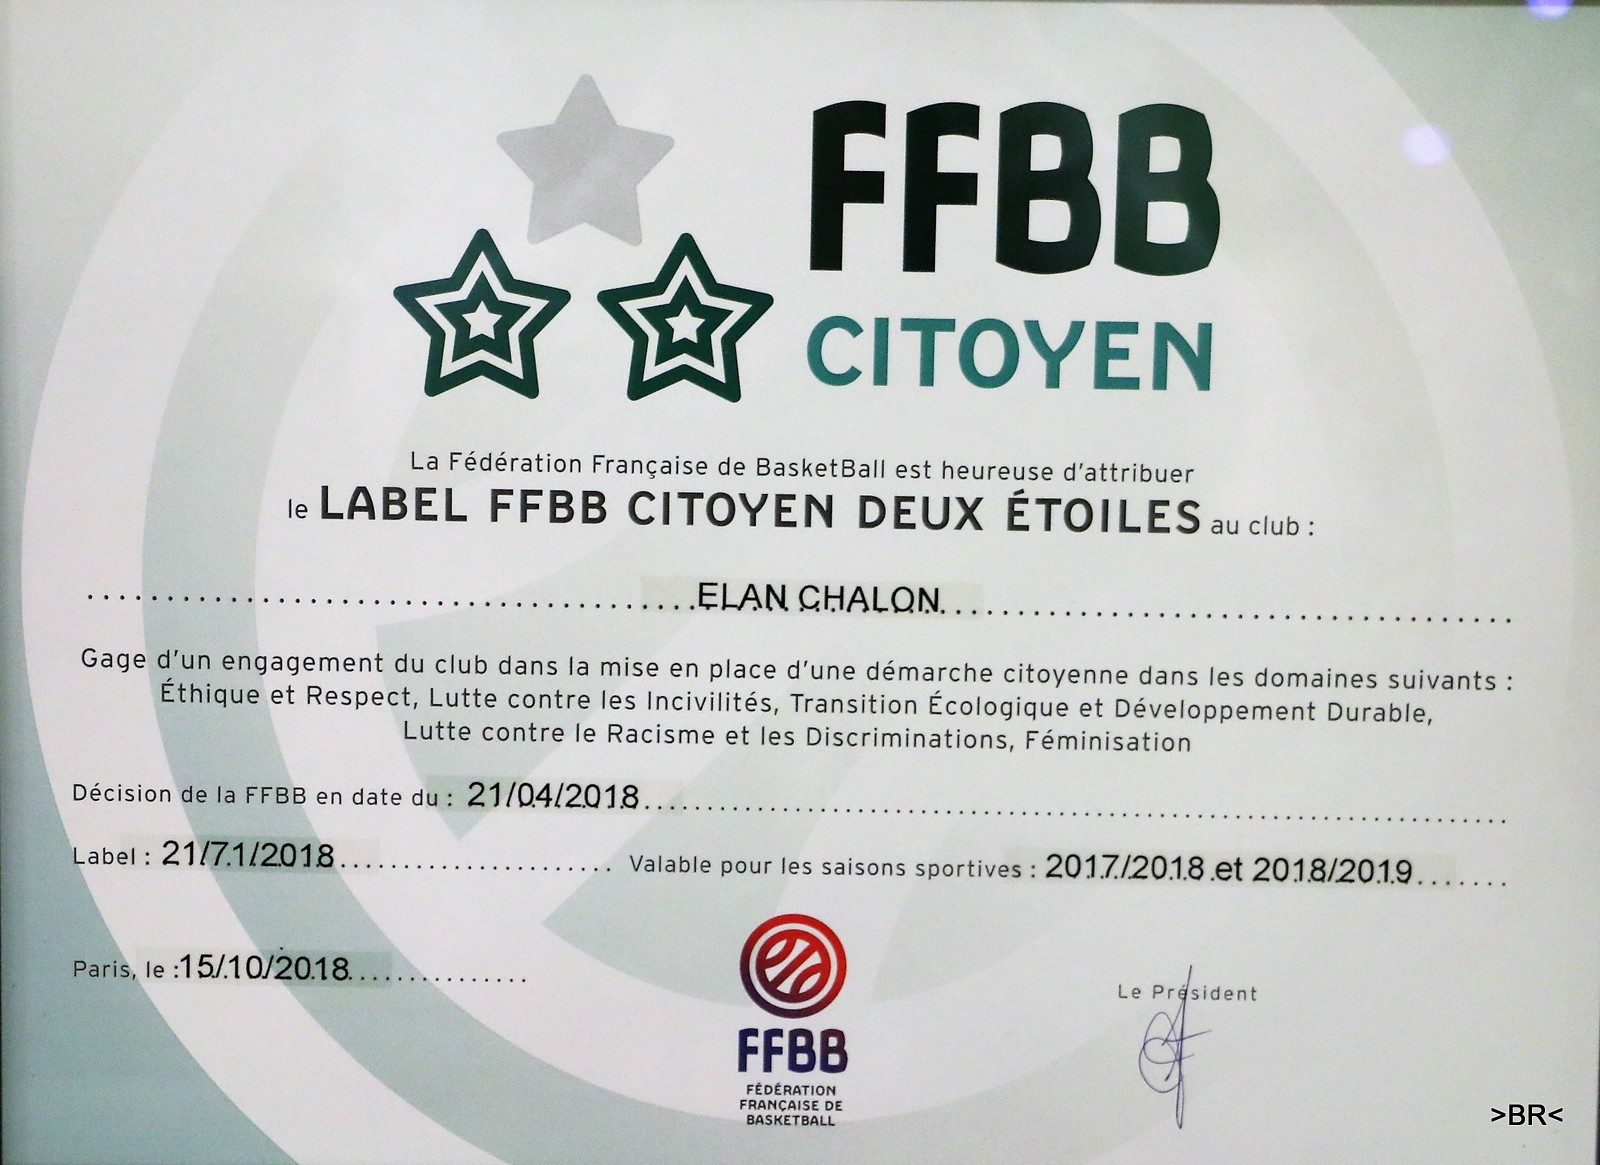 FFBB
CITOYEN
La Fédération Française de BasketBall est heureuse d'attribuer
le LABEL FFBB CITOYEN DEUX ÉTOILES au club :
ELAN CHALON
Gage d'un engagement du club dans la mise en place d'une démarche citoyenne dans les domaines suivants :
Éthique et Respect, Lutte contre les Incivilités, Transition Écologique et Développement Durable,
Lutte contre le Racisme et les Discriminations, Féminisation
Décision de la FFBB en date du : 21/04/2018
Label : 21/71/2018 Valable pour les saisons sportives : 2017/2018 et 2018/2019
Paris, le : 15/10/2018
Le Président
FFBB
FÉDÉRATION
FRANÇAISE DE
BASKETBALL
>BR<